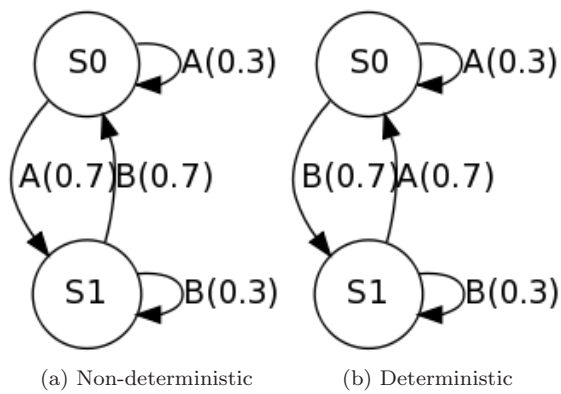 S0 A(0.3) S0 A(0.3)
A(0.7) B(0.7) B(0.7) A(0.7)
S1 B(0.3) S1 B(0.3)
(a) Non-deterministic (b) Deterministic